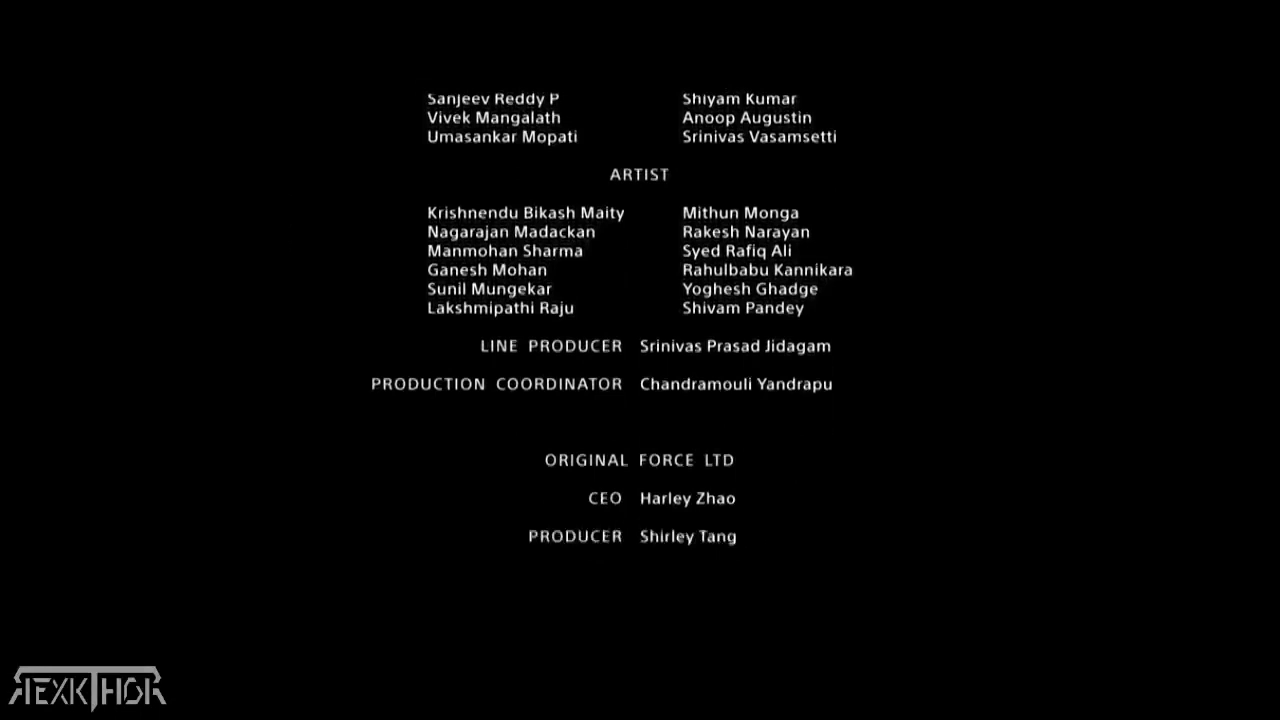 Sanjeev Reddy P Shiyam Kumar
Vivek Mangalath Anoop Augustin
Umasankar Mopati Srinivas Vasamsetti
ARTIST
Krishnendu Bikash Maity Mithun Monga
Nagarajan Madackan Rakesh Narayan
Manmohan Sharma Syed Rafiq Ali
Ganesh Mohan Rahulbabu Kannikara
Sunil Mungekar Yoghesh Ghadge
Lakshmipathi Raju Shivam Pandey
LINE PRODUCER Srinivas Prasad Jidagam
PRODUCTION COORDINATOR Chandramouli Yandrapu
ORIGINAL FORCE LTD
CEO Harley Zhao
PRODUCER Shirley Tang